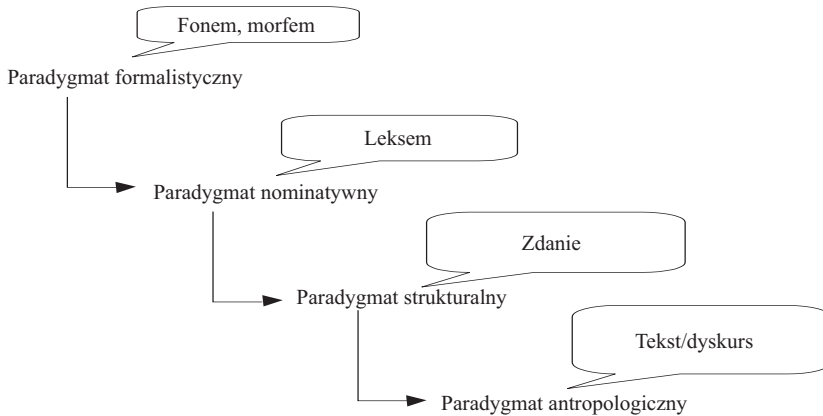 Fonem, morfem
Paradygmat formalistyczny
Leksem
Paradygmat nominatywny
Zdanie
Paradygmat strukturalny
Tekst/dyskurs
Paradygmat antropologiczny